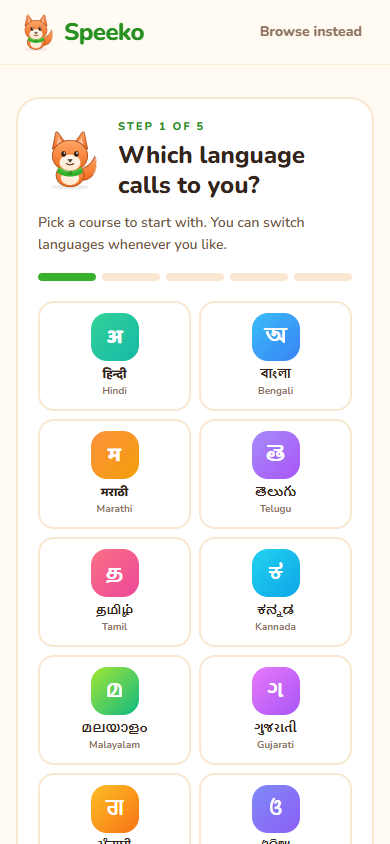 Speeko
Browse instead
STEP 1 OF 5
Which language
calls to you?
Pick a course to start with. You can switch
languages whenever you like.
अ
हिन्दी
Hindi
অ
বাংলা
Bengali
म
मराठी
Marathi
త
తెలుగు
Telugu
த
தமிழ்
Tamil
ಕ
ಕನ್ನಡ
Kannada
മ
മലയാളം
Malayalam
ગ
ગુજરાતી
Gujarati
ਗ
ଓ